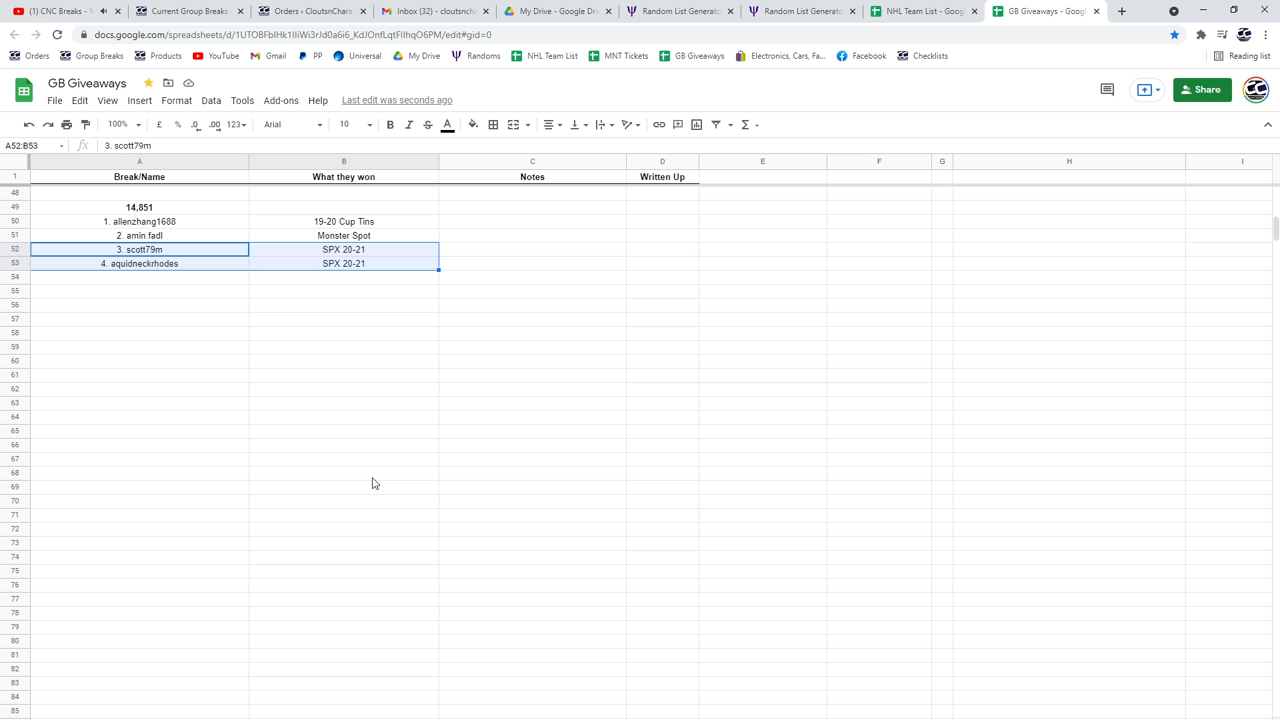 (1) CNC Breaks - Y
Current Group Breaks
Orders < CloutsnChara
Inbox (32) - cloutsnch
My Drive - Google Dri
Random List Generato
Random List Generato
NHL Team List - Goog
GB Giveaways - Googl
docs.google.com/spreadsheets/d/
/edit#gid=0
Orders
Group Breaks
Products
YouTube
Gmail
PP
Universal
My Drive
Randoms
NHL Team List
MNT Tickets
GB Giveaways
Electronics, Cars, Fa...
Facebook
Checklists
Reading list
GB Giveaways
File Edit View Insert Format Data Tools Add-ons Help Last edit was seconds ago
Share
100% £ % .0 .00 123 Arial 10 B I S A Σ
A52:B53 fx 3. scott79m
A B C D E F G H I
1 Break/Name What they won Notes Written Up
48
49 14,851
50 1. allenzhang1688 19-20 Cup Tins
51 2. amin.fadl Monster Spot
52 3. scott79m SPX 20-21
53 4. aquidneckrhodes SPX 20-21
54
55
56
57
58
59
60
61
62
63
64
65
66
67
68
69
70
71
72
73
74
75
76
77
78
79
80
81
82
83
84
85